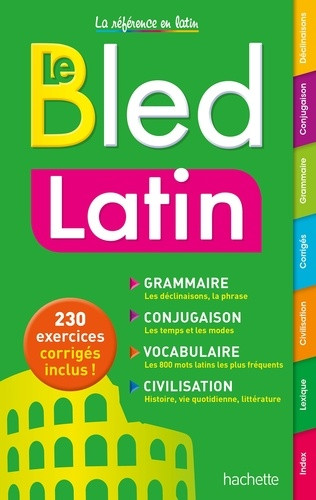 La référence en latin
le
Bled
Latin
GRAMMAIRE
Les déclinaisons, la phrase
CONJUGAISON
Les temps et les modes
VOCABULAIRE
Les 800 mots latins les plus fréquents
CIVILISATION
Histoire, vie quotidienne, littérature
230
exercices
corrigés
inclus !
hachette
Déclinaisons
Conjugaison
Grammaire
Corrigés
Civilisation
Lexique
Index